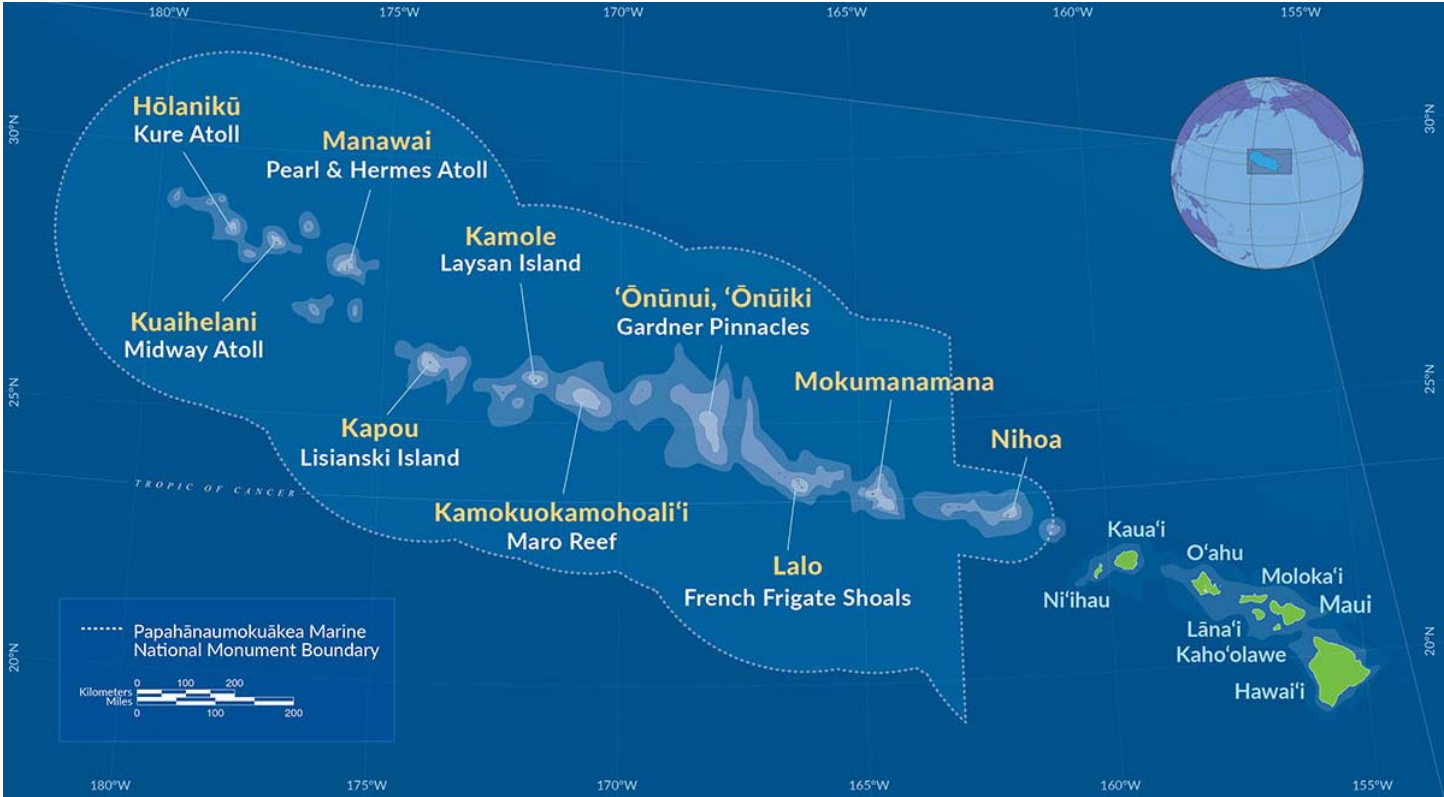 180°W
175°W
170°W
165°W
160°W
155°W
30°N
30°N
Hōlanikū
Kure Atoll
Manawai
Pearl & Hermes Atoll
Kamole
Laysan Island
ʻŌnūnui, ʻŌnūiki
Gardner Pinnacles
Kuaihelani
Midway Atoll
Mokumanamana
25°N
25°N
Kapou
Lisianski Island
Nihoa
TROPIC OF CANCER
Kamokuokamohoaliʻi
Maro Reef
Lalo
French Frigate Shoals
Kauaʻi
Niʻihau
Oʻahu
Molokaʻi
Maui
Lānaʻi
Kahoʻolawe
Hawaiʻi
20°N
20°N
Papahānaumokuākea Marine
National Monument Boundary
0 100 200
Kilometers
Miles
0 100 200
180°W
175°W
170°W
165°W
160°W
155°W